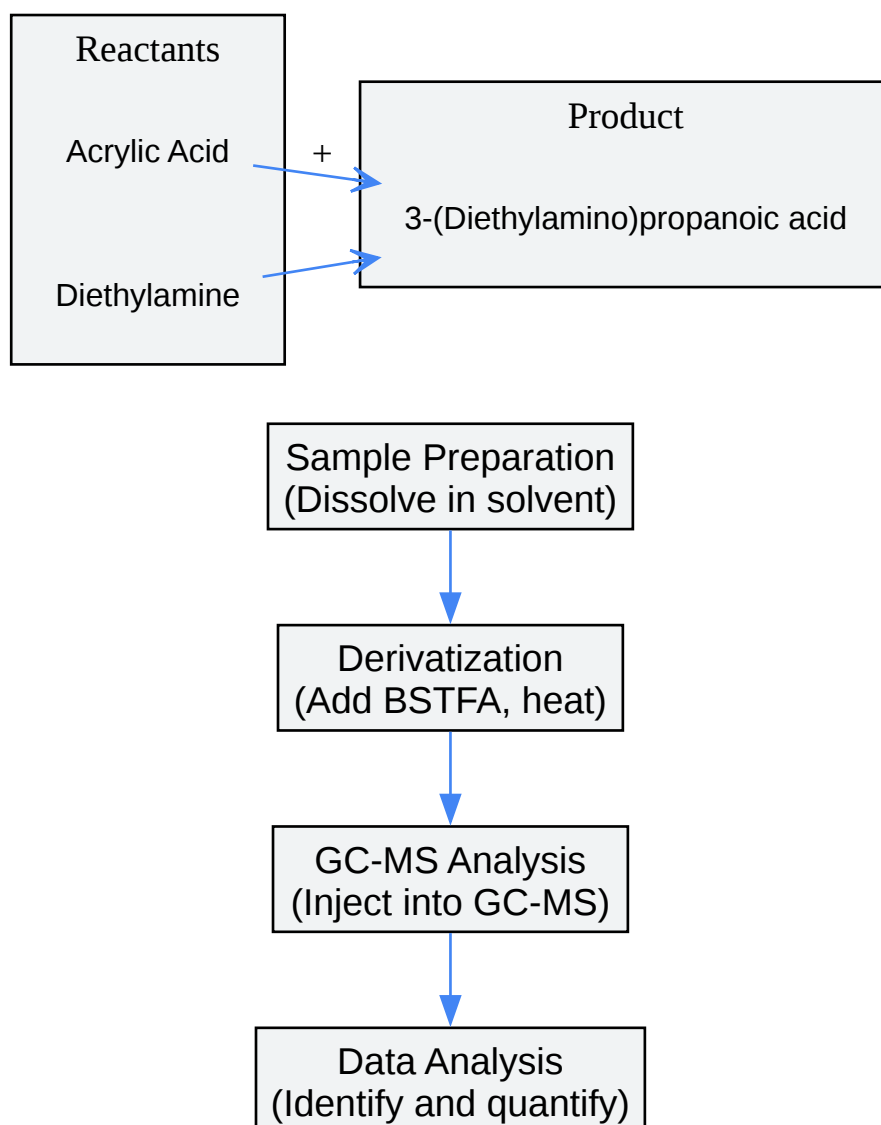 Reactants
Product
Acrylic Acid
+
3-(Diethylamino)propanoic acid
Diethylamine
Sample Preparation
(Dissolve in solvent)
Derivatization
(Add BSTFA, heat)
GC-MS Analysis
(Inject into GC-MS)
Data Analysis
(Identify and quantify)